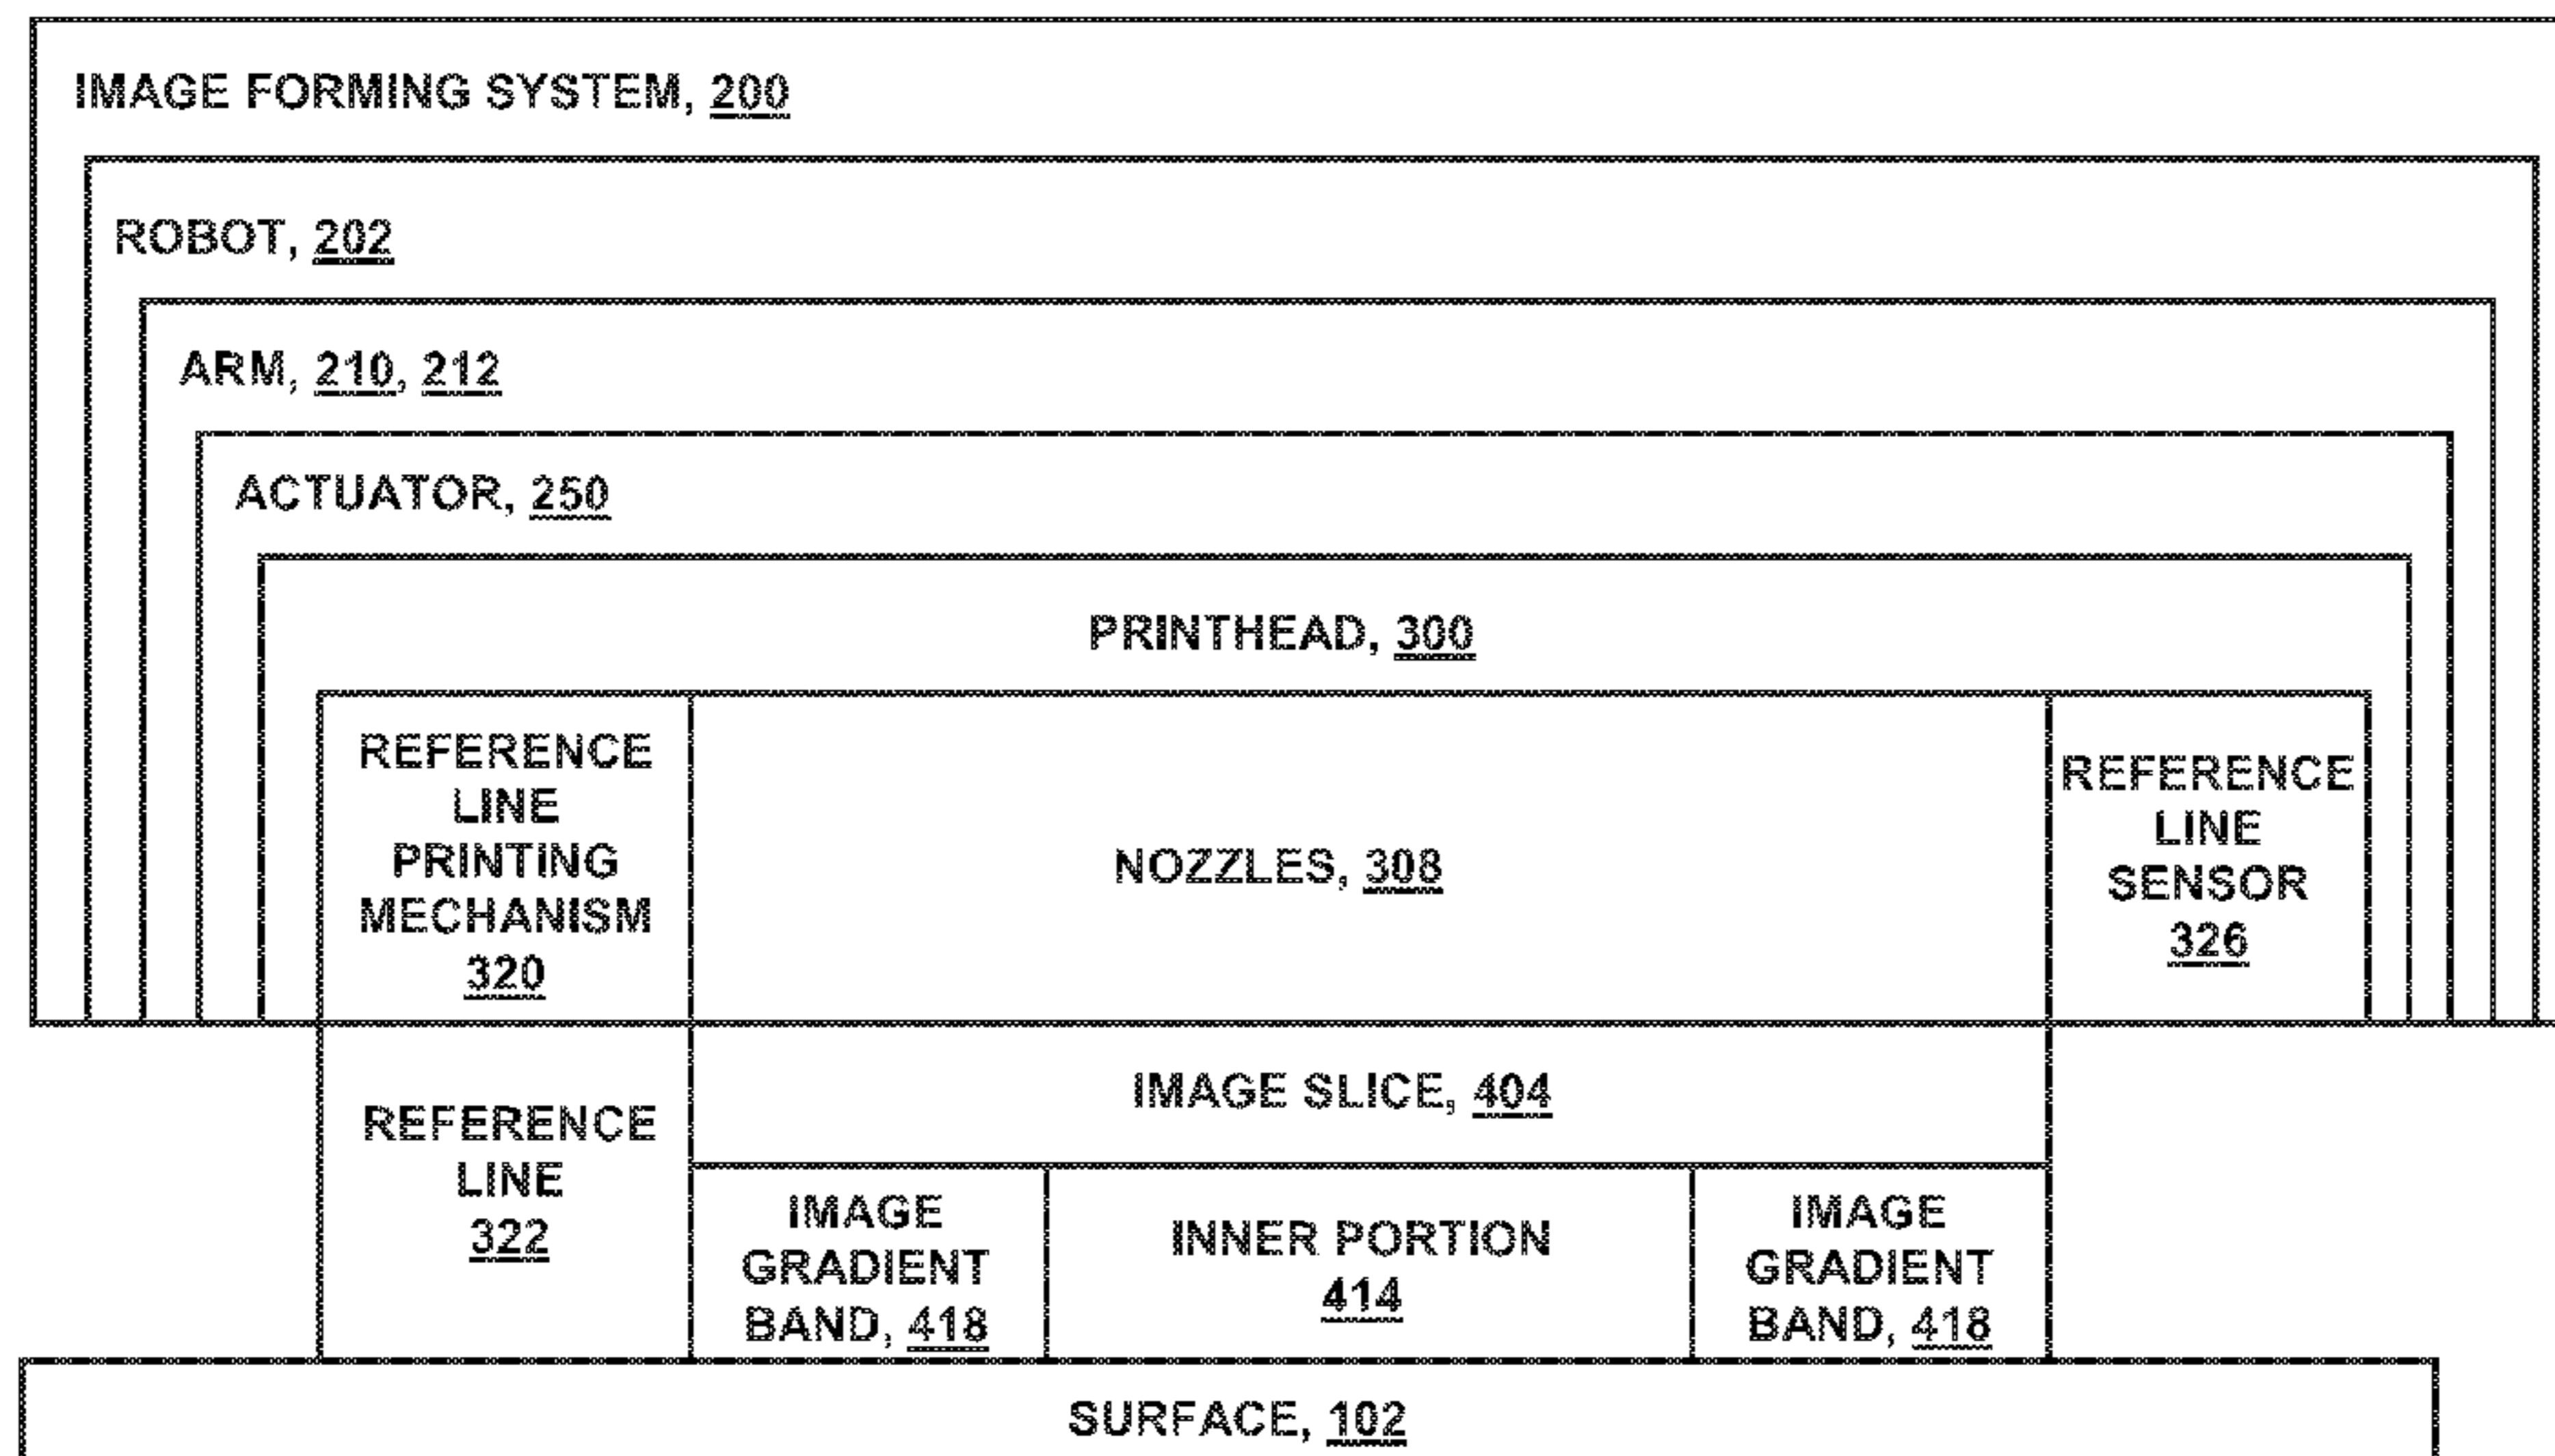 IMAGE FORMING SYSTEM, 200
ROBOT, 202
ARM, 210, 212
ACTUATOR, 250
PRINTHEAD, 300
REFERENCE
LINE
PRINTING
MECHANISM
320
NOZZLES, 308
REFERENCE
LINE
SENSOR
326
REFERENCE
LINE
322
IMAGE SLICE, 404
IMAGE
GRADIENT
BAND, 418
INNER PORTION
414
IMAGE
GRADIENT
BAND, 418
SURFACE, 102